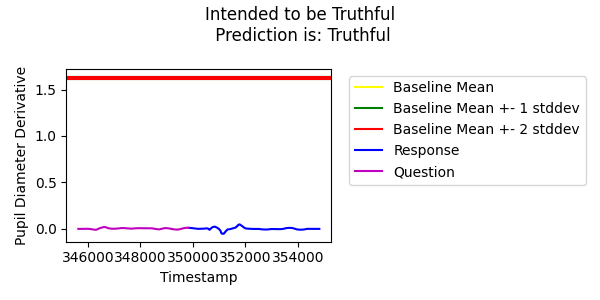 Intended to be Truthful
Prediction is: Truthful
Pupil Diameter Derivative
1.5
1.0
0.5
0.0
346000 348000 350000 352000 354000
Timestamp
Baseline Mean
Baseline Mean +- 1 stddev
Baseline Mean +- 2 stddev
Response
Question